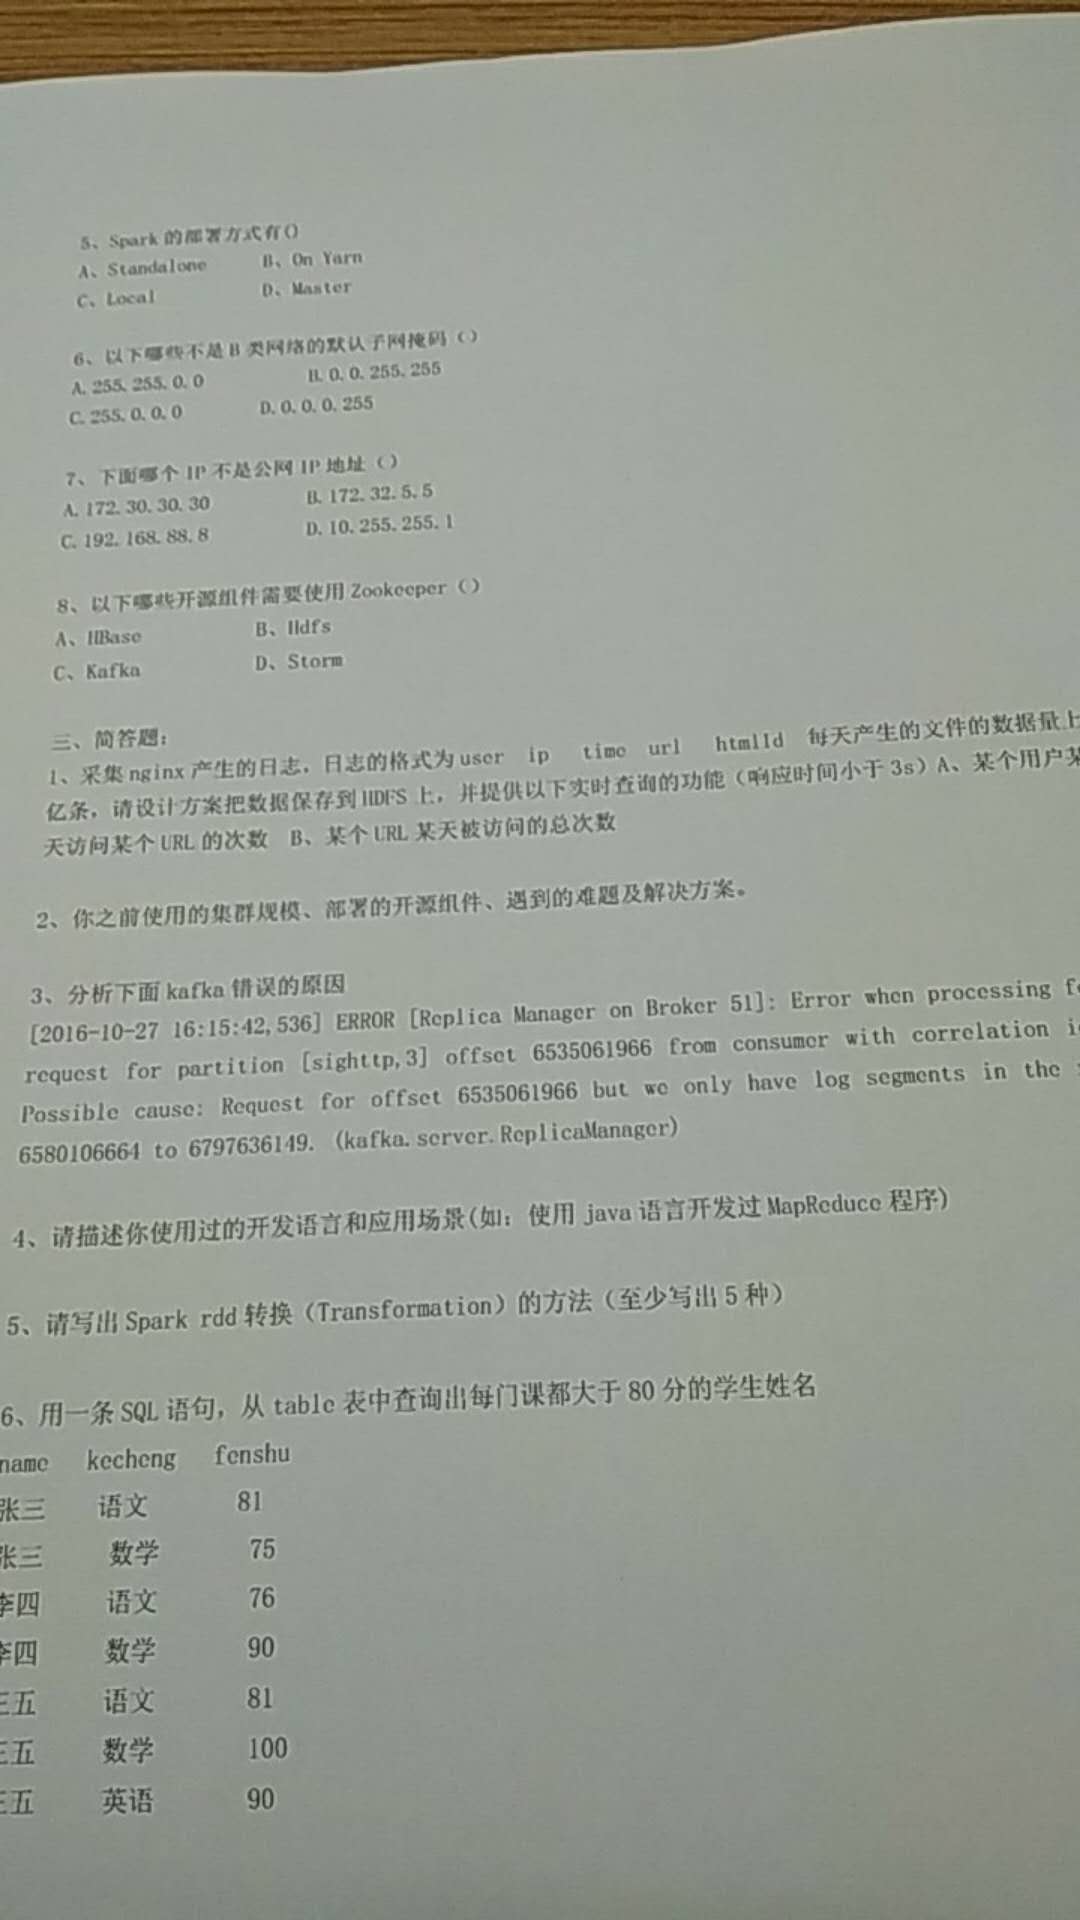 5、Spark 的部署方式有()
A、Standalone B、On Yarn
C、Local D、Master
6、以下哪些不是 B 类网络的默认子网掩码（）
A. 255. 255. 0. 0 B. 0. 0. 255. 255
C. 255. 0. 0. 0 D. 0. 0. 0. 255
7、下面哪个 IP 不是公网 IP 地址（）
A. 172. 30. 30. 30 B. 172. 32. 5. 5
C. 192. 168. 88. 8 D. 10. 255. 255. 1
8、以下哪些开源组件需要使用 Zookeeper（）
A、HBase B、Hdfs
C、Kafka D、Storm
三、简答题：
1、采集 nginx 产生的日志，日志的格式为 user ip time url htmlId 每天产生的文件的数据量上
亿条，请设计方案把数据保存到 HDFS 上，并提供以下实时查询的功能（响应时间小于 3s）A、某个用户某
天访问某个 URL 的次数 B、某个 URL 某天被访问的总次数
2、你之前使用的集群规模、部署的开源组件、遇到的难题及解决方案。
3、分析下面 kafka 错误的原因
[2016-10-27 16:15:42,536] ERROR [Replica Manager on Broker 51]: Error when processing
request for partition [sighttp,3] offset 6535061966 from consumer with correlation
Possible cause: Request for offset 6535061966 but we only have log segments in the
6580106664 to 6797636149. (kafka.server.ReplicaManager)
4、请描述你使用过的开发语言和应用场景(如：使用 java 语言开发过 MapReduce 程序)
5、请写出 Spark rdd 转换（Transformation）的方法（至少写出 5 种）
6、用一条 SQL 语句，从 table 表中查询出每门课都大于 80 分的学生姓名
name kecheng fenshu
张三 语文 81
张三 数学 75
李四 语文 76
李四 数学 90
王五 语文 81
王五 数学 100
王五 英语 90